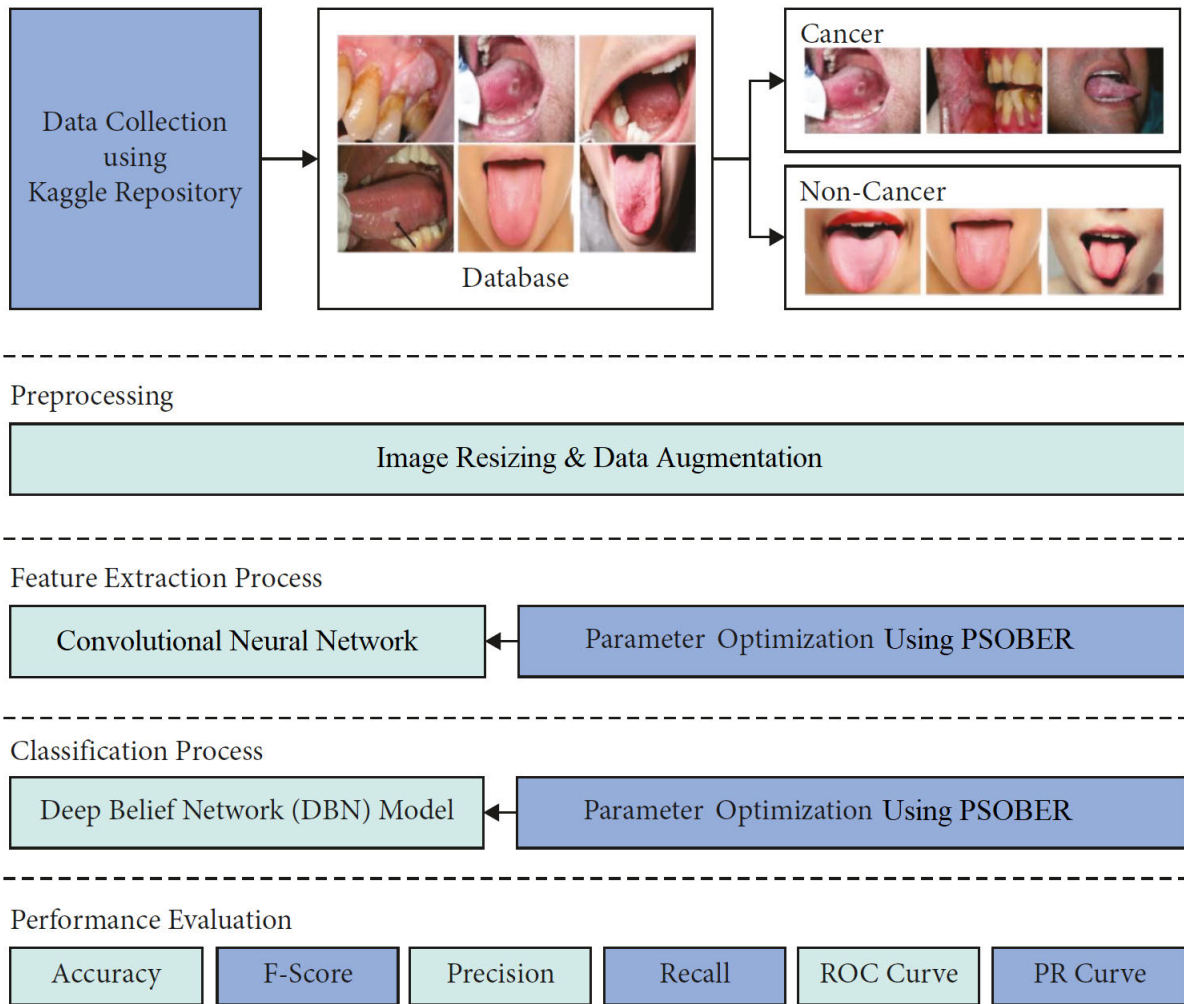 Data Collection
using
Kaggle Repository
Database
Cancer
Non-Cancer
Preprocessing
Image Resizing & Data Augmentation
Feature Extraction Process
Convolutional Neural Network
Parameter Optimization Using PSOBER
Classification Process
Deep Belief Network (DBN) Model
Parameter Optimization Using PSOBER
Performance Evaluation
Accuracy
F-Score
Precision
Recall
ROC Curve
PR Curve